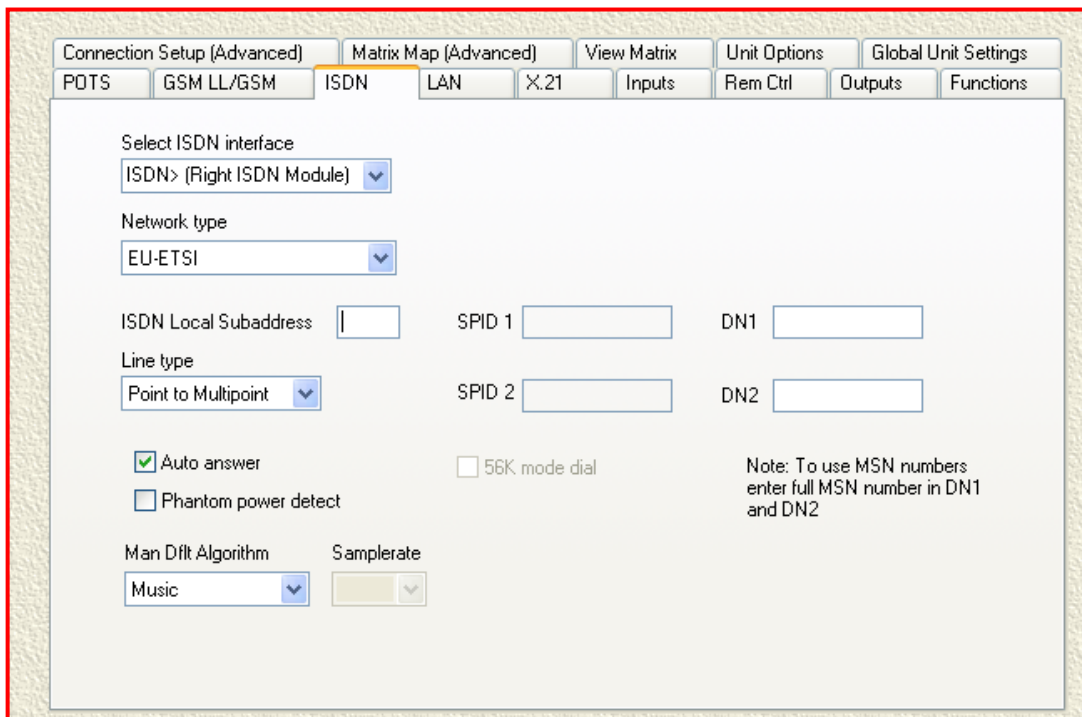 Connection Setup (Advanced) Matrix Map (Advanced) View Matrix Unit Options Global Unit Settings
POTS GSM LL/GSM ISDN LAN X.21 Inputs Rem Ctrl Outputs Functions
Select ISDN interface
ISDN> (Right ISDN Module)
Network type
EU-ETSI
ISDN Local Subaddress SPID 1 DN1
Line type
Point to Multipoint SPID 2 DN2
Auto answer 56K mode dial Note: To use MSN numbers
enter full MSN number in DN1
Phantom power detect and DN2
Man Dflt Algorithm Samplerate
Music